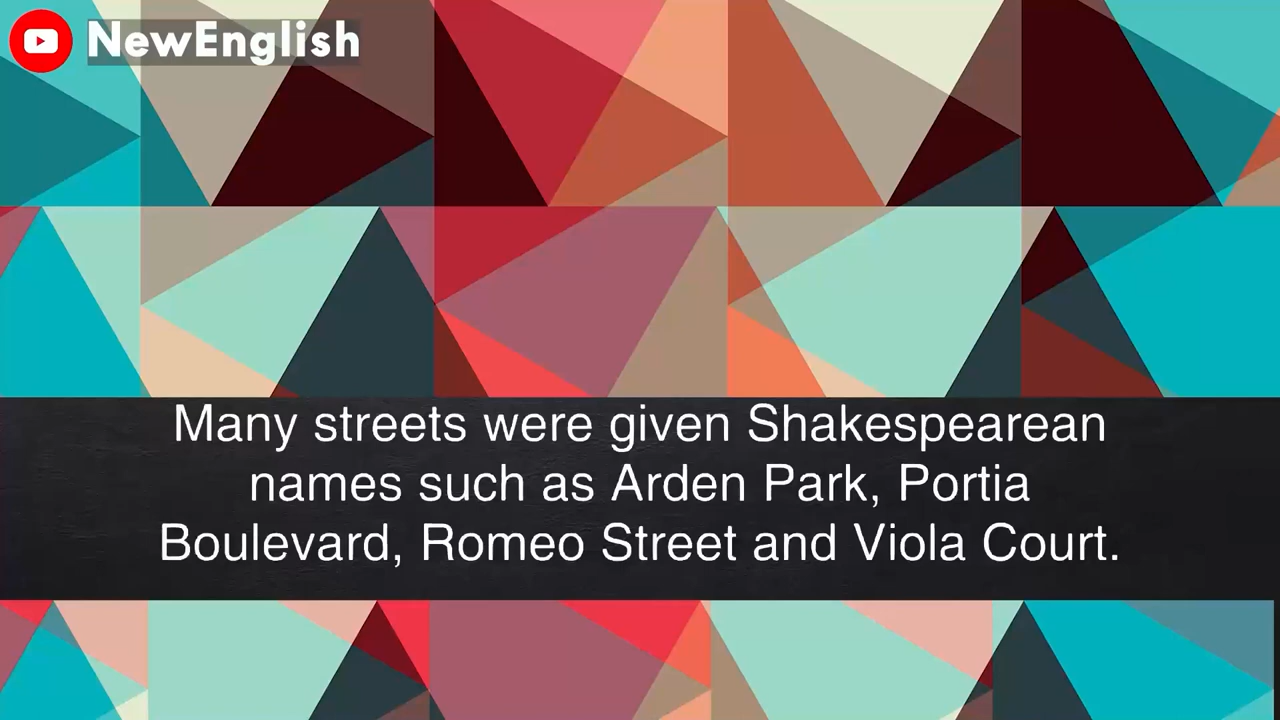 NewEnglish
Many streets were given Shakespearean
names such as Arden Park, Portia
Boulevard, Romeo Street and Viola Court.